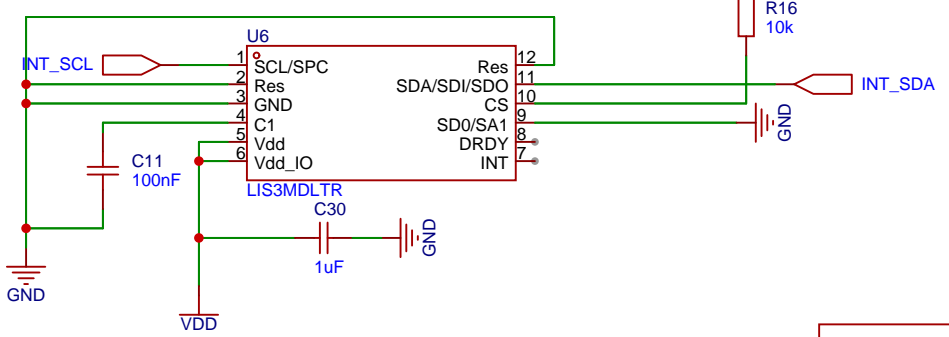 R16
10k
U6
INT_SCL
1
SCL/SPC
2
Res
3
GND
4
C1
5
Vdd
6
Vdd_IO
Res
12
SDA/SDI/SDO
11
CS
10
SD0/SA1
9
DRDY
8
INT
7
INT_SDA
GND
C11
100nF
LIS3MDLTR
C30
1uF
GND
GND
VDD